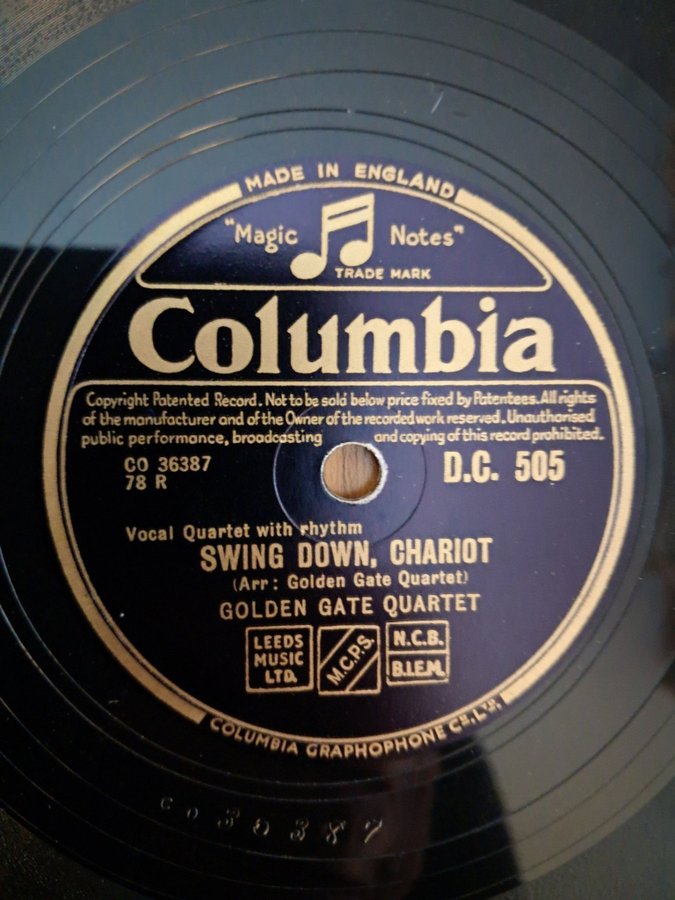 MADE IN ENGLAND
"Magic Notes"
TRADE MARK
Columbia
Copyright Patented Record. Not to be sold below price fixed by Patentees. All rights
of the manufacturer and of the Owner of the recorded work reserved. Unauthorised
public performance, broadcasting and copying of this record prohibited.
CO 36387 D.C. 505
78 R
Vocal Quartet with rhythm
SWING DOWN, CHARIOT
(Arr: Golden Gate Quartet)
GOLDEN GATE QUARTET
LEEDS
MUSIC
LTD.
M.C.P.S.
N.C.B.
B.I.E.M.
COLUMBIA GRAPHOPHONE Co. LTD.
CO 36387